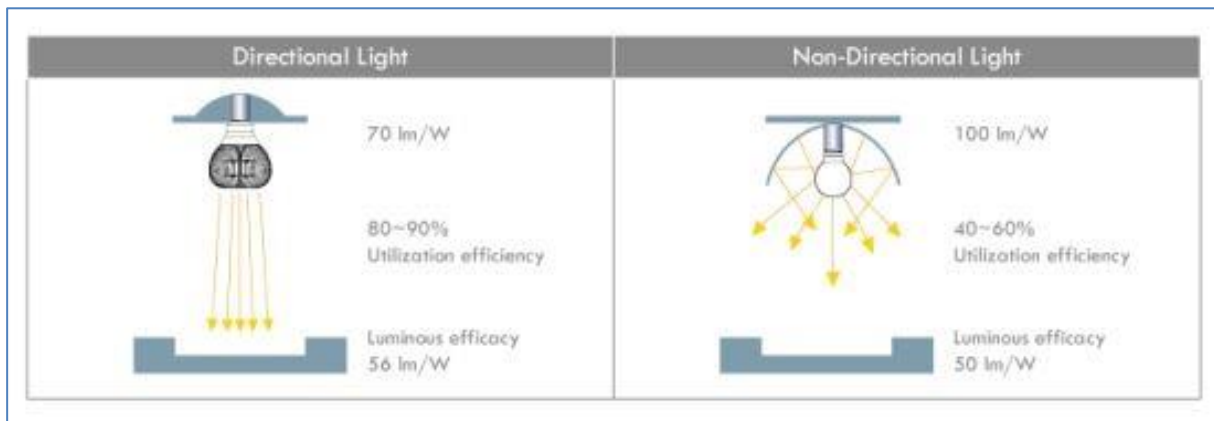 Directional Light
Non-Directional Light
70 lm/W
80~90%
Utilization efficiency
Luminous efficacy
56 lm/W
100 lm/W
40~60%
Utilization efficiency
Luminous efficacy
50 lm/W